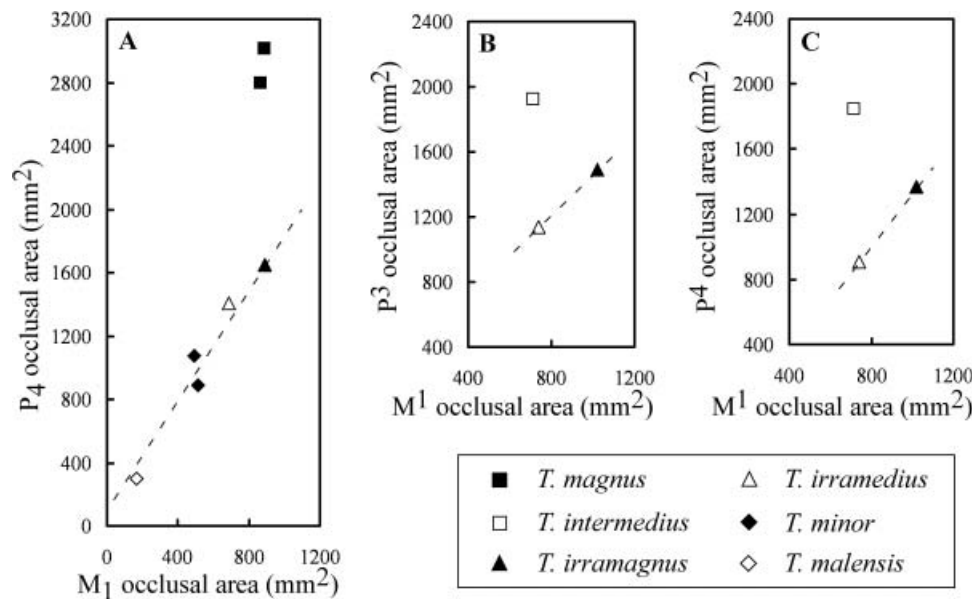 A
3200
2800
2400
2000
1600
1200
800
400
0
P4 occlusal area (mm2)
0 400 800 1200
M1 occlusal area (mm2)
B
2400
2000
1600
1200
800
400
P3 occlusal area (mm2)
400 800 1200
M1 occlusal area (mm2)
C
2400
2000
1600
1200
800
400
P4 occlusal area (mm2)
400 800 1200
M1 occlusal area (mm2)
T. magnus
T. intermedius
T. irramagnus
T. irramedius
T. minor
T. malensis